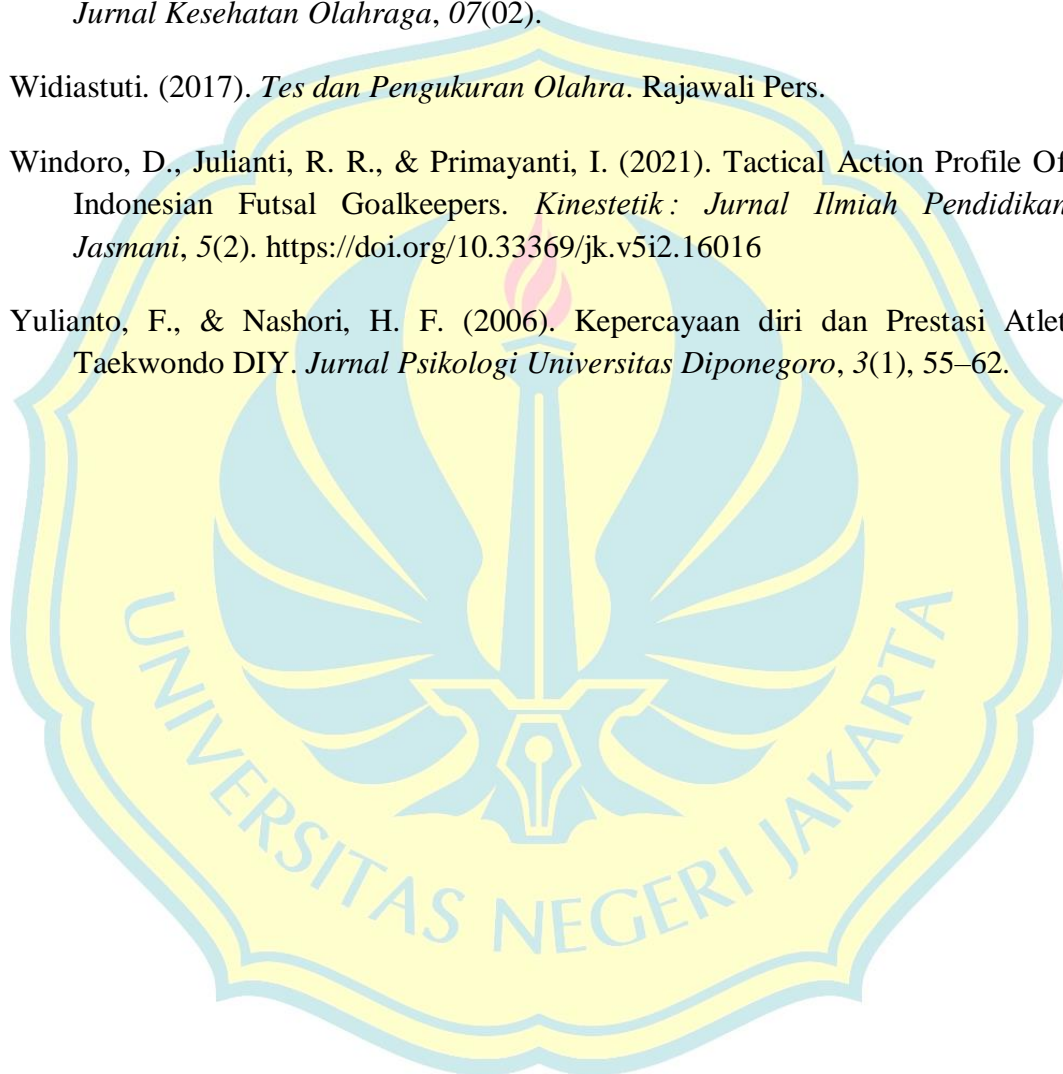 Jurnal Kesehatan Olahraga, 07(02).
Widiastuti. (2017). Tes dan Pengukuran Olahra. Rajawali Pers.
Windoro, D., Julianti, R. R., & Primayanti, I. (2021). Tactical Action Profile Of
Indonesian Futsal Goalkeepers. Kinestetik : Jurnal Ilmiah Pendidikan
Jasmani, 5(2). https://doi.org/10.33369/jk.v5i2.16016
Yulianto, F., & Nashori, H. F. (2006). Kepercayaan diri dan Prestasi Atlet
Taekwondo DIY. Jurnal Psikologi Universitas Diponegoro, 3(1), 55–62.
UNIVERSITAS NEGERI JAKARTA